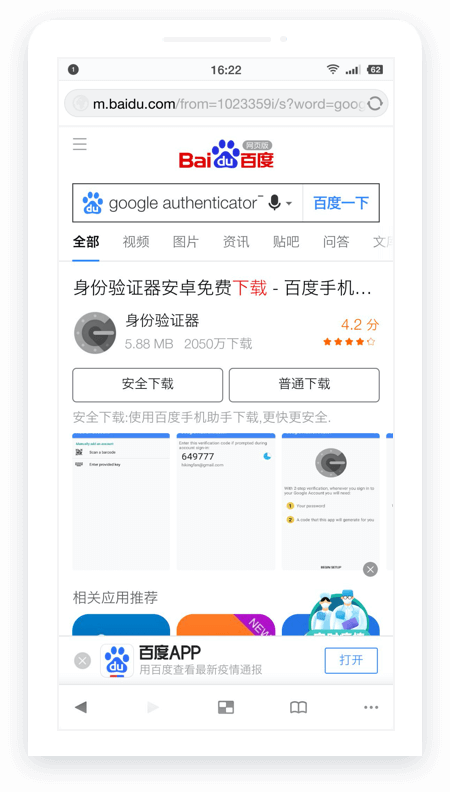 1
16:22
62
m.baidu.com/from=1023359i/s?word=goog
Bai du 百度 网页版
du google authenticator 百度一下
全部 视频 图片 资讯 贴吧 问答
身份验证器安卓免费下载 - 百度手机…
身份验证器
4.2 分
5.88 MB 2050万下载
安全下载 普通下载
安全下载:使用百度手机助手下载,更快更安全.
Manually add an account
Scan a barcode
Enter provided key
Enter this verification code if prompted during
account sign in
649777
With 2-step verification, whenever you sign in to
your Google Account you will need:
1 Your password
2 A code that this app will generate for you
BEGIN SETUP
相关应用推荐
NEW
du 百度APP
用百度查看最新疫情通报
打开